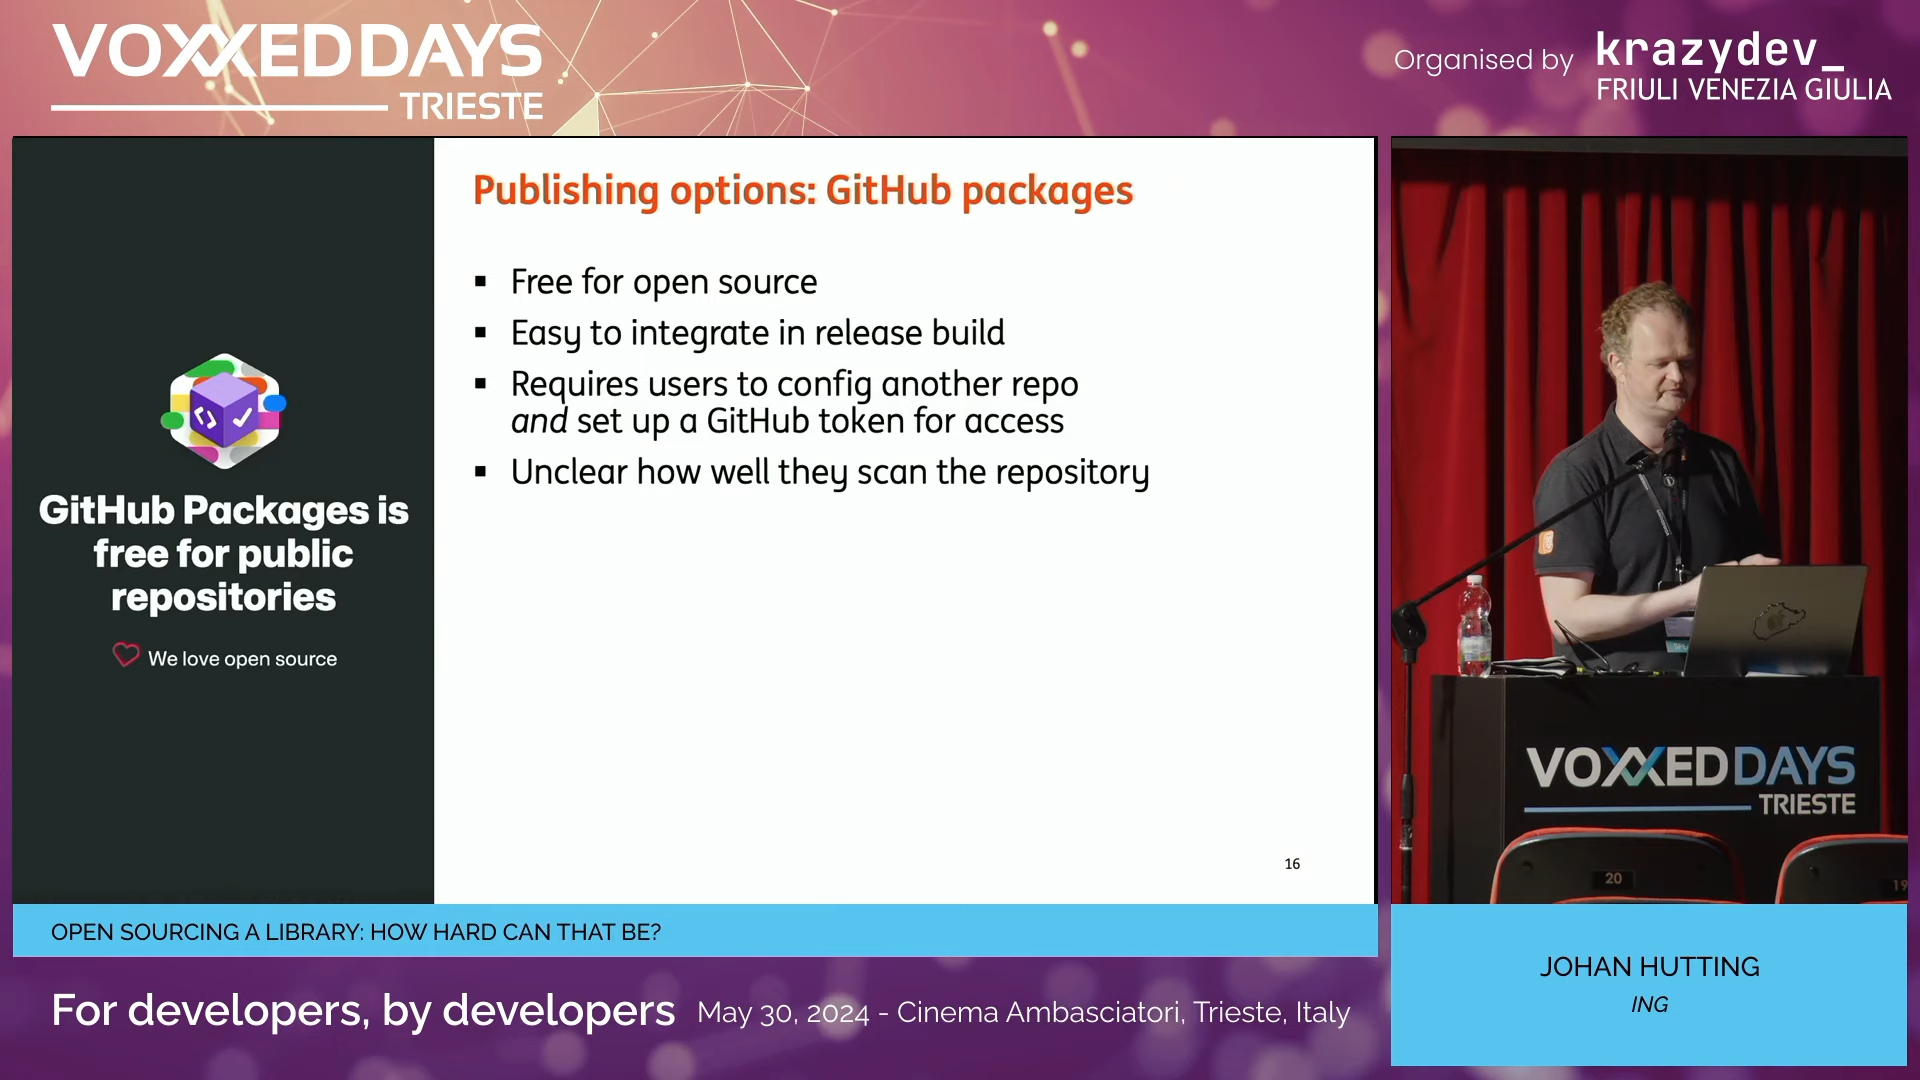 VOXXEDDAYS
TRIESTE
Organised by
krazydev_
FRIULI VENEZIA GIULIA
GitHub Packages is
free for public
repositories
We love open source
Publishing options: GitHub packages
▪ Free for open source
▪ Easy to integrate in release build
▪ Requires users to config another repo
and set up a GitHub token for access
▪ Unclear how well they scan the repository
16
VOXXEDDAYS
TRIESTE
20
19
OPEN SOURCING A LIBRARY: HOW HARD CAN THAT BE?
JOHAN HUTTING
ING
For developers, by developers
May 30, 2024 - Cinema Ambasciatori, Trieste, Italy